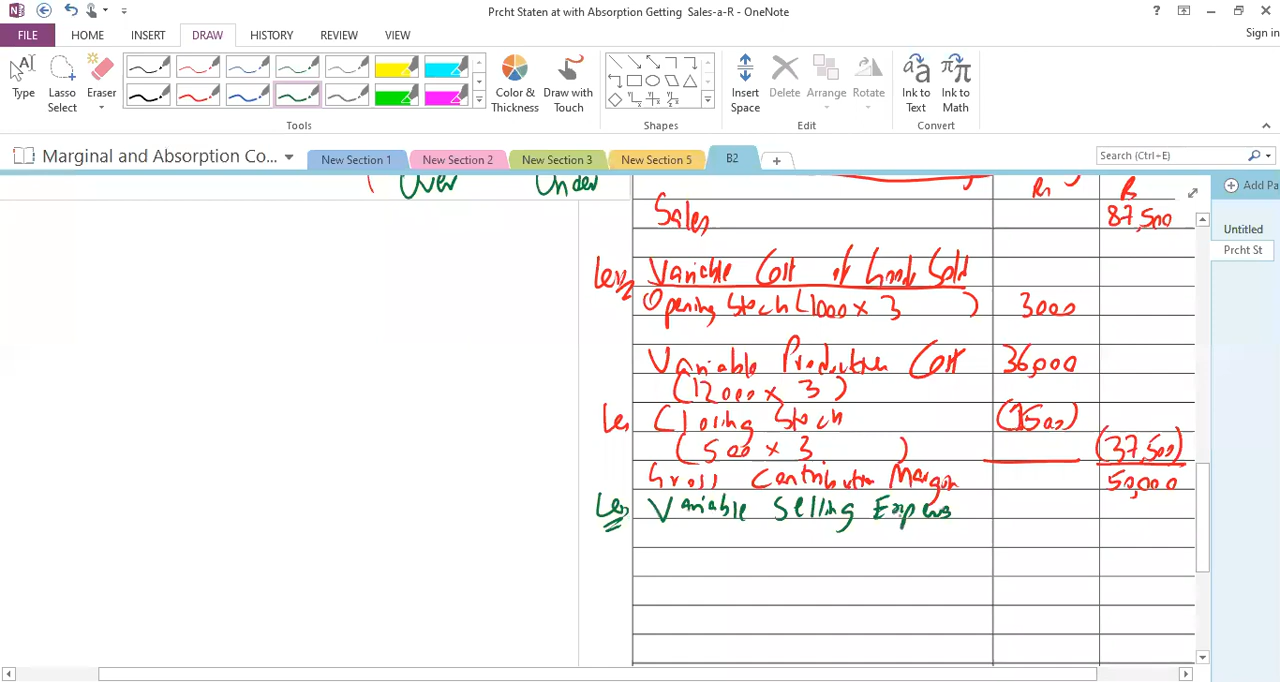 Prcht Staten at with Absorption Getting Sales-a-R - OneNote
Sign in
FILE HOME INSERT DRAW HISTORY REVIEW VIEW
Type
Lasso Select
Eraser
Color & Thickness
Draw with Touch
Insert Space
Delete
Arrange
Rotate
Ink to Text
Ink to Math
Tools
Shapes
Edit
Convert
Marginal and Absorption Co...
New Section 1
New Section 2
New Section 3
New Section 5
B2
Search (Ctrl+E)
Add Pa
Untitled
Prcht St
Over Under
Sales 87,500
Less Variable Cost of Goods Sold
Opening Stock (1000 x 3 ) 3000
Variable Production Cost 36,000
(12000 x 3)
Les Closing Stock (1500)
(500 x 3 ) (37,500)
Gross Contribution Margin 50,000
Less Variable Selling Expens